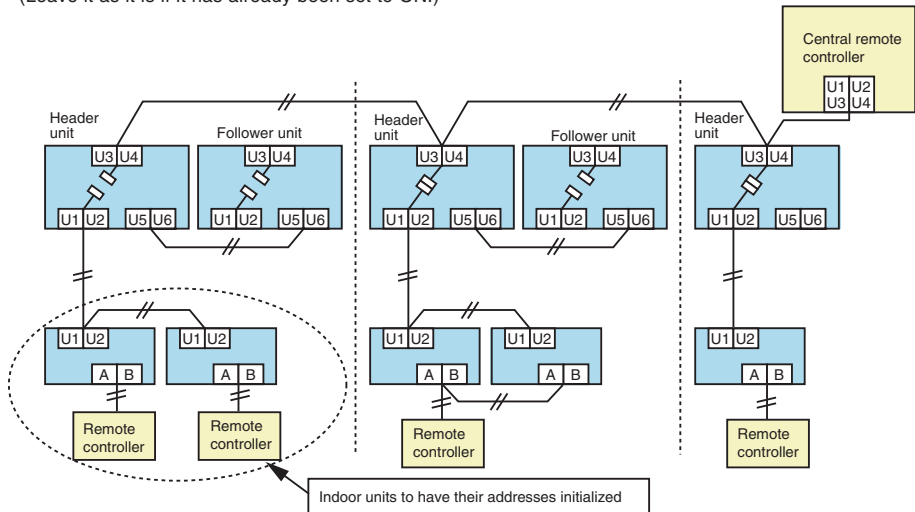 (Leave it as it is if it has already been set to ON.)
Central remote
controller
U1 U2
U3 U4
Header
unit
Follower unit
Header
unit
Follower unit
Header
unit
U3 U4
U3 U4
U3 U4
U3 U4
U3 U4
U1 U2
U5 U6
U1 U2
U5 U6
U1 U2
U5 U6
U1 U2
U5 U6
U1 U2
U5 U6
U1 U2
U1 U2
U1 U2
U1 U2
U1 U2
A B
A B
A B
A B
A B
Remote
controller
Remote
controller
Remote
controller
Remote
controller
Indoor units to have their addresses initialized